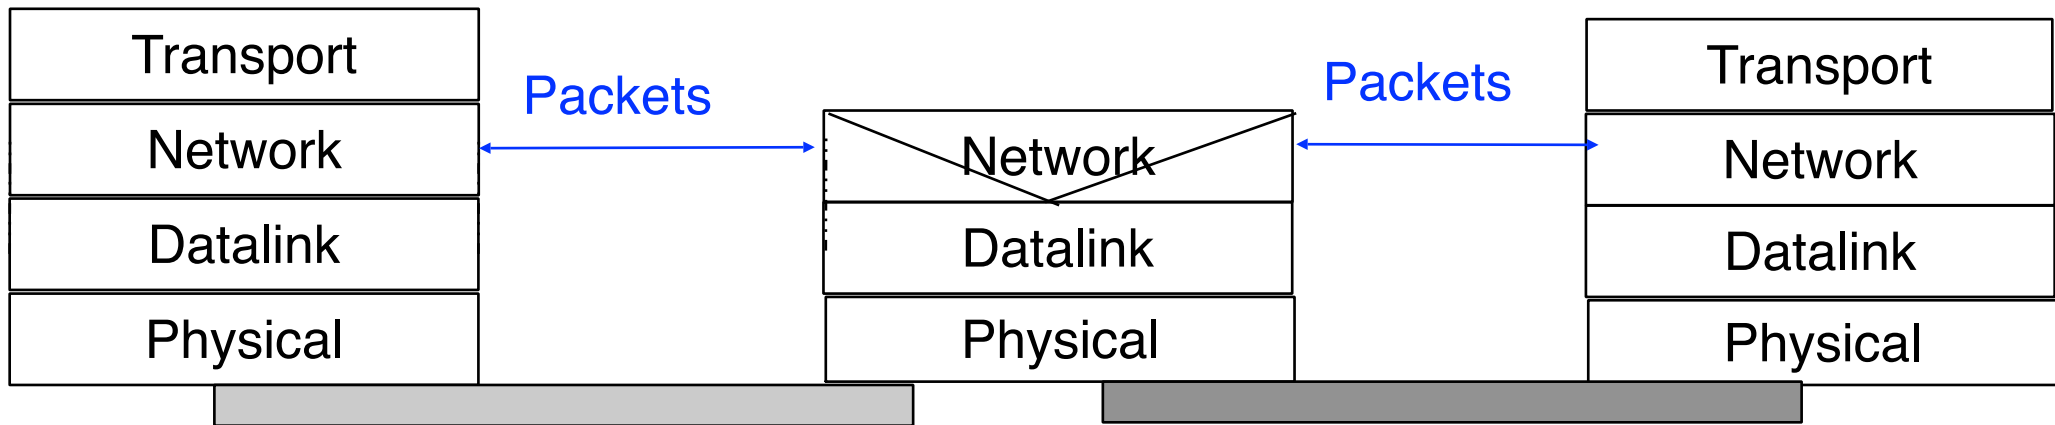 Transport
Network
Datalink
Physical
Packets
Network
Datalink
Physical
Packets
Transport
Network
Datalink
Physical